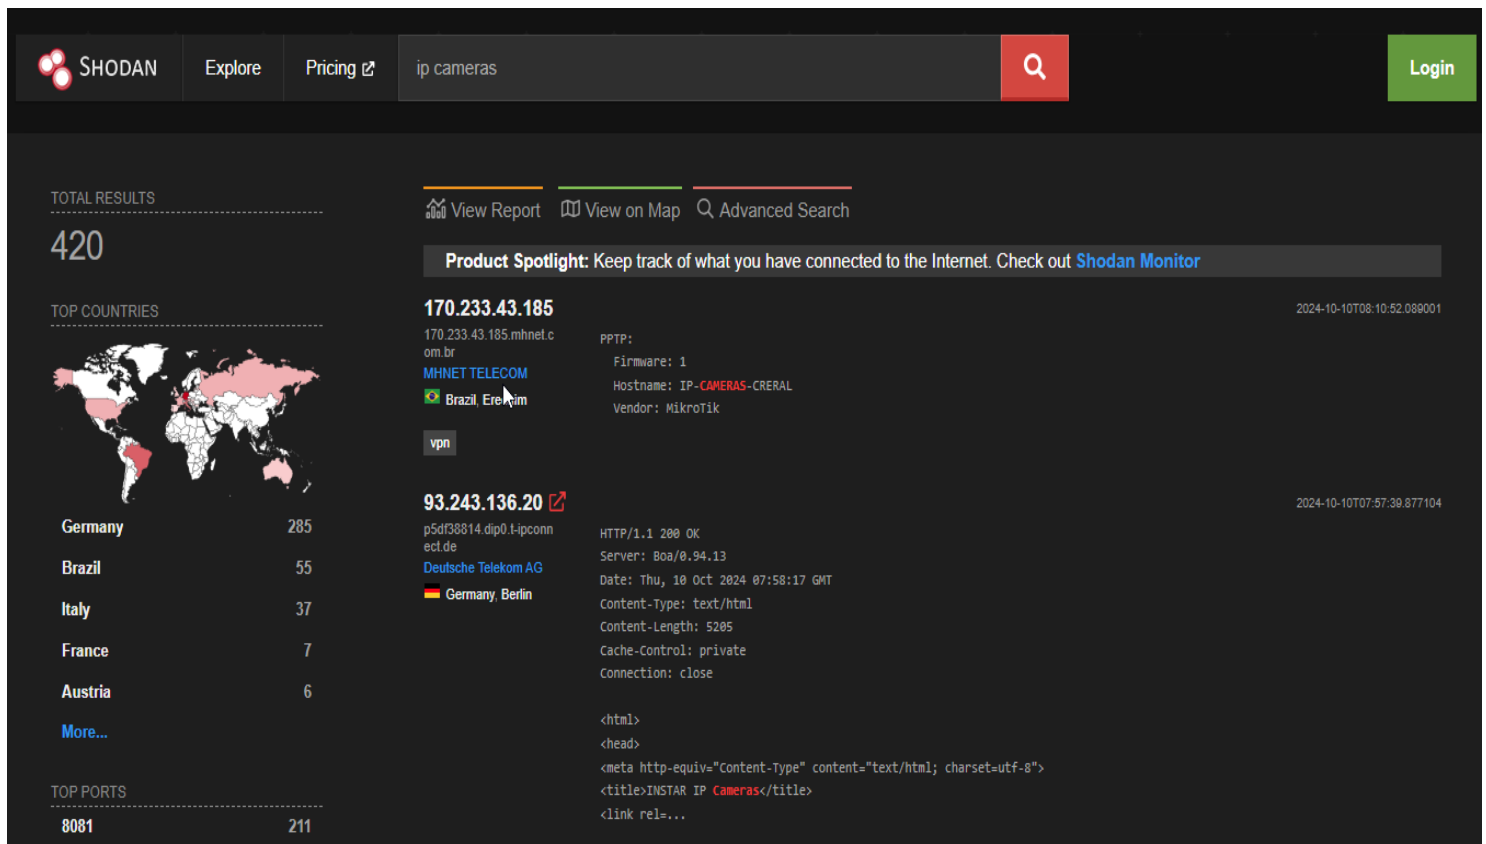 SHODAN
Explore
Pricing
ip cameras
Login
TOTAL RESULTS
420
TOP COUNTRIES
Germany 285
Brazil 55
Italy 37
France 7
Austria 6
More...
TOP PORTS
8081 211
View Report
View on Map
Advanced Search
Product Spotlight: Keep track of what you have connected to the Internet. Check out Shodan Monitor
170.233.43.185
170.233.43.185.mhnet.c
om.br
MHNET TELECOM
Brazil,
vpn
2024-10-10T08:10:52.089001
PPTP:
Firmware: 1
Hostname: IP-CAMERAS-CRERAL
Vendor: MikroTik
93.243.136.20
p5df38814.dip0.t-ipconn
ect.de
Deutsche Telekom AG
Germany, Berlin
2024-10-10T07:57:39.877104
HTTP/1.1 200 OK
Server: Boa/0.94.13
Date: Thu, 10 Oct 2024 07:58:17 GMT
Content-Type: text/html
Content-Length: 5205
Cache-Control: private
Connection: close
<html>
<head>
<meta http-equiv="Content-Type" content="text/html; charset=utf-8">
<title>INSTAR IP Cameras</title>
<link rel=...